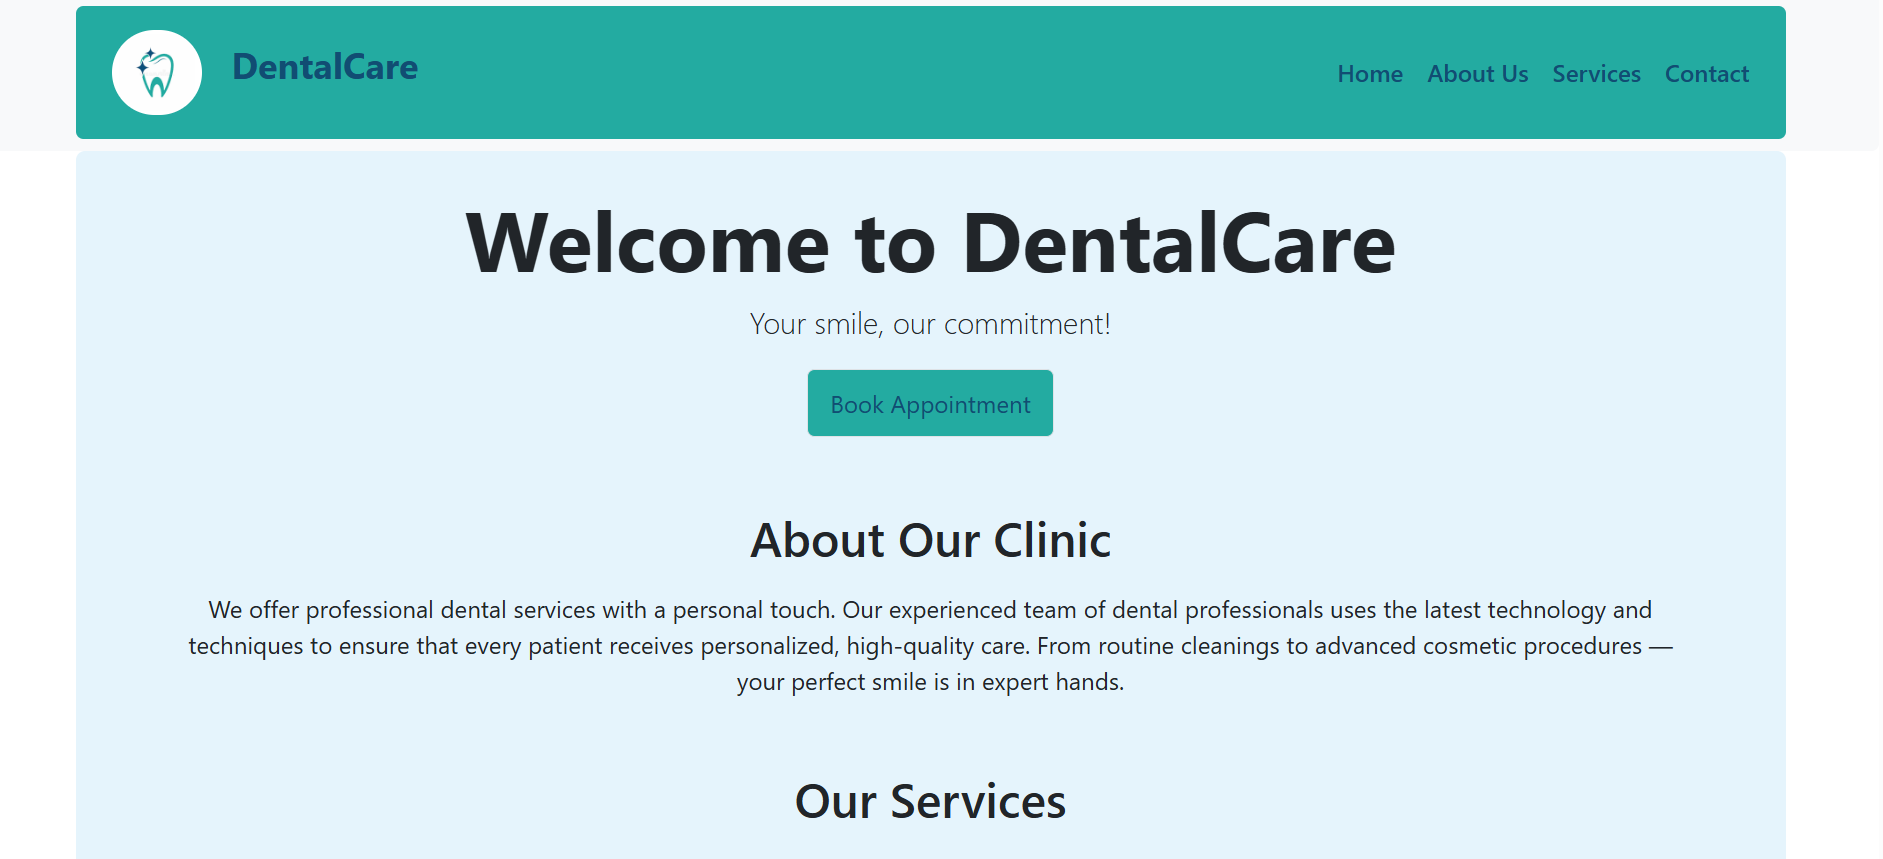 DentalCare
Home About Us Services Contact
Welcome to DentalCare
Your smile, our commitment!
Book Appointment
About Our Clinic
We offer professional dental services with a personal touch. Our experienced team of dental professionals uses the latest technology and
techniques to ensure that every patient receives personalized, high-quality care. From routine cleanings to advanced cosmetic procedures —
your perfect smile is in expert hands.
Our Services